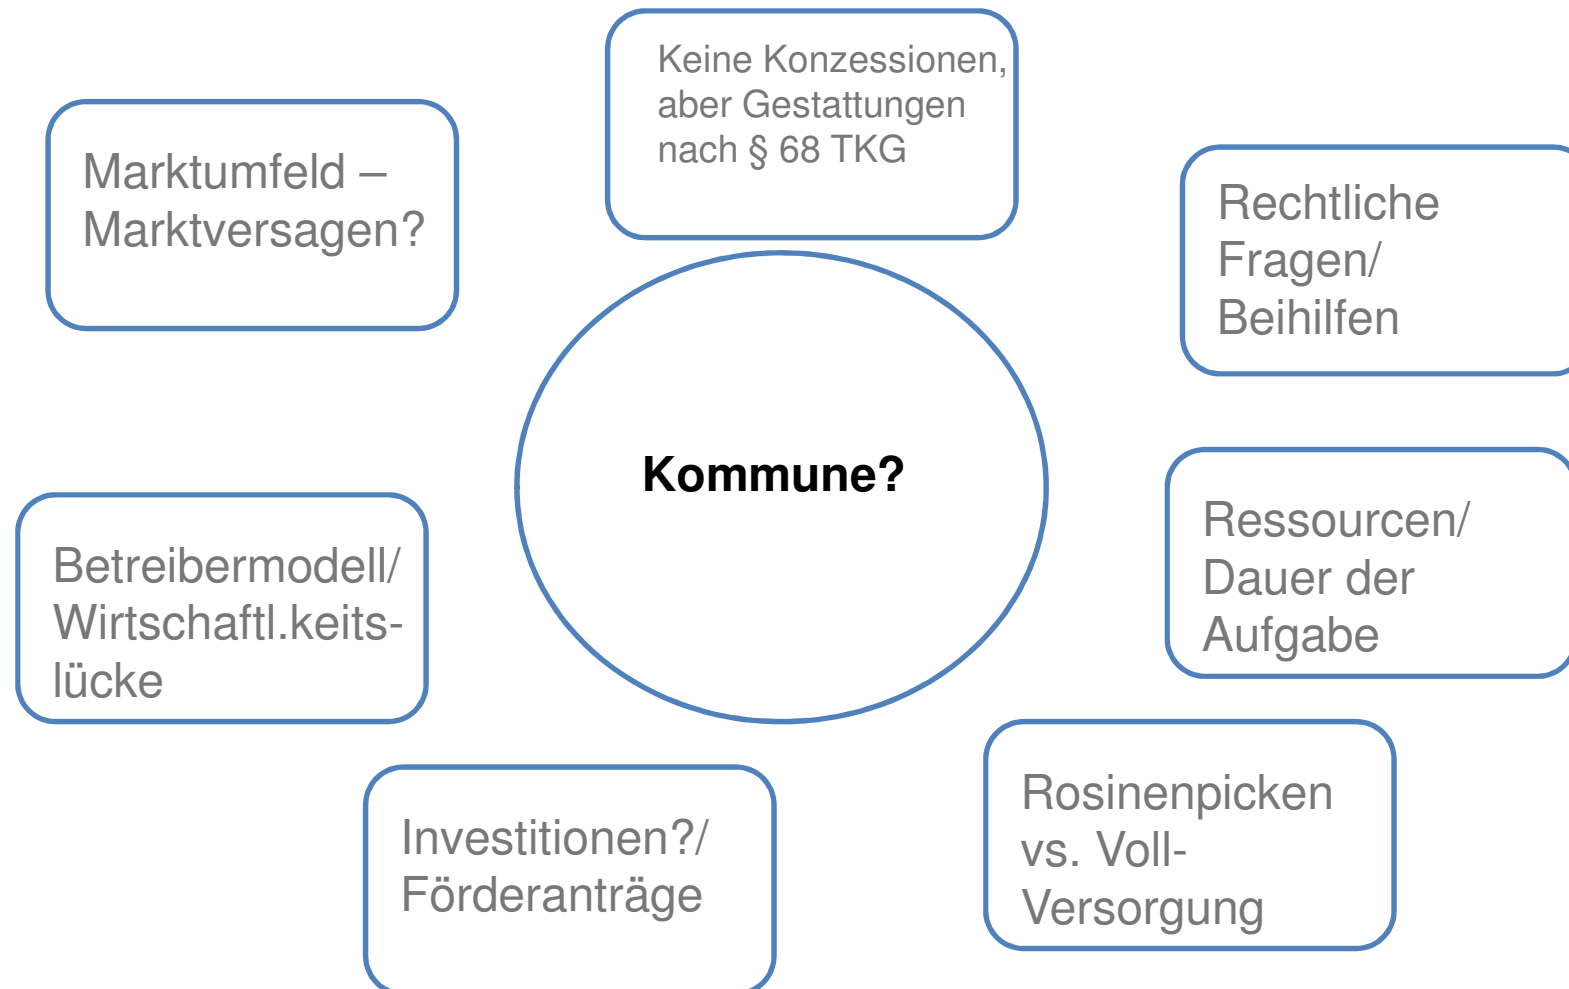 Keine Konzessionen,
aber Gestattungen
nach § 68 TKG
Marktumfeld –
Marktversagen?
Rechtliche
Fragen/
Beihilfen
Kommune?
Betreibermodell/
Wirtschaftl.keits-
lücke
Ressourcen/
Dauer der
Aufgabe
Investitionen?/
Förderanträge
Rosinenpicken
vs. Voll-
Versorgung